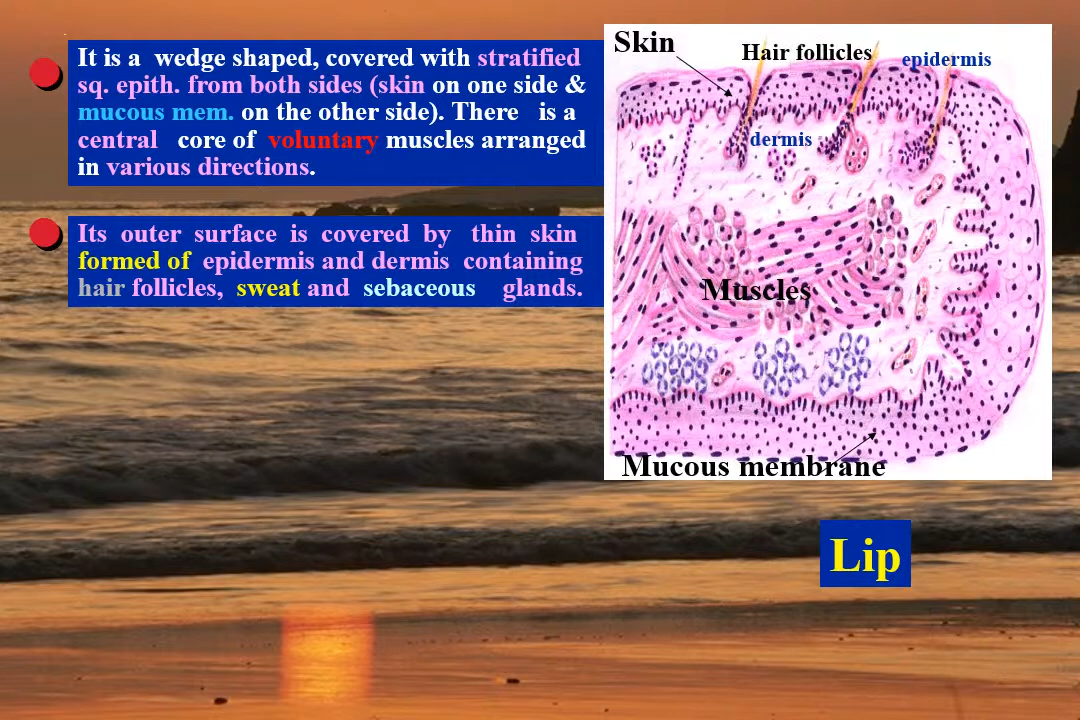 It is a wedge shaped, covered with stratified
sq. epith. from both sides (skin on one side &
mucous mem. on the other side). There is a
central core of voluntary muscles arranged
in various directions.
Its outer surface is covered by thin skin
formed of epidermis and dermis containing
hair follicles, sweat and sebaceous glands.
Skin
Hair follicles
epidermis
dermis
Muscles
Mucous membrane
Lip